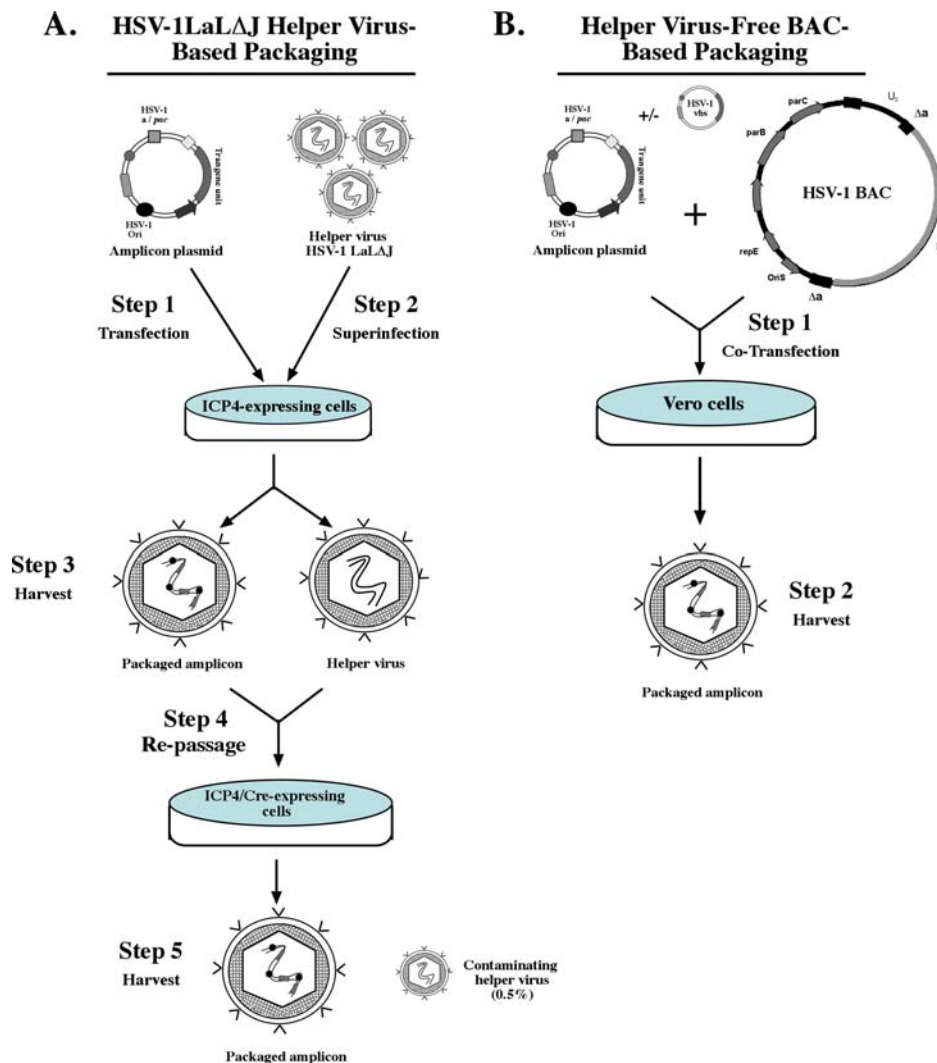 A.
HSV-1LaLΔJ Helper Virus-
Based Packaging
HSV-1
a / pac
Transgene unit
HSV-1
Ori
Amplicon plasmid
Helper virus
HSV-1 LaLΔJ
Step 1
Transfection
Step 2
Superinfection
ICP4-expressing cells
Step 3
Harvest
Packaged amplicon
Helper virus
Step 4
Re-passage
ICP4/Cre-expressing
cells
Step 5
Harvest
Packaged amplicon
Contaminating
helper virus
(0.5%)
B.
Helper Virus-Free BAC-
Based Packaging
HSV-1
a / pac
Transgene unit
HSV-1
Ori
Amplicon plasmid
+/-
HSV-1
vhs
+
parC
parB
repE
OriS
Δa
Δa
HSV-1 BAC
Step 1
Co-Transfection
Vero cells
Step 2
Harvest
Packaged amplicon